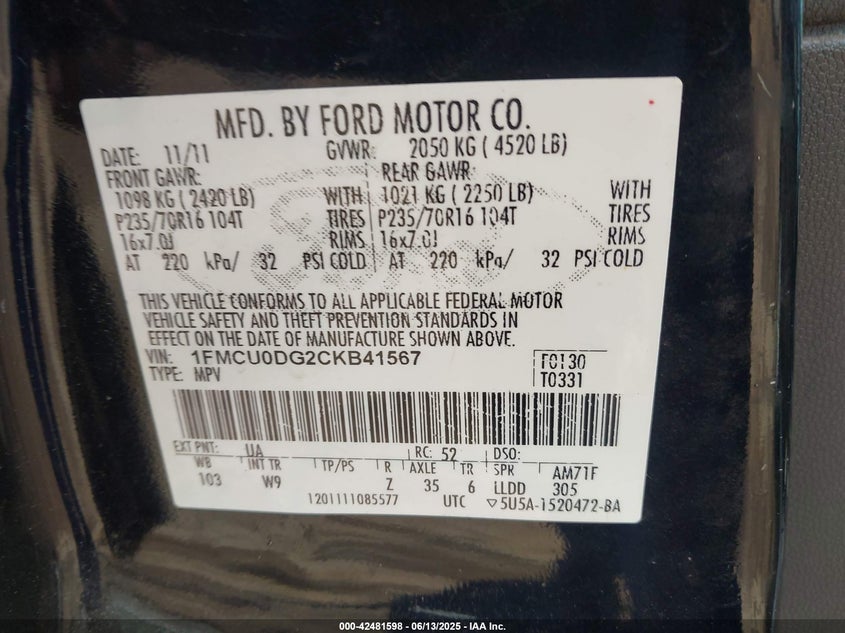 MFD. BY FORD MOTOR CO.
DATE: 11/11 GVWR: 2050 KG ( 4520 LB)
FRONT GAWR: REAR GAWR:
1098 KG ( 2420 LB) WITH 1021 KG ( 2250 LB) WITH
P235/70R16 104T TIRES P235/70R16 104T TIRES
16x7.0J RIMS 16x7.0J RIMS
AT 220 kPa/ 32 PSI COLD AT 220 kPa/ 32 PSI COLD
THIS VEHICLE CONFORMS TO ALL APPLICABLE FEDERAL MOTOR
VEHICLE SAFETY AND THEFT PREVENTION STANDARDS IN
EFFECT ON THE DATE OF MANUFACTURE SHOWN ABOVE.
VIN: 1FMCU0DG2CKB41567 F0130
TYPE: MPV T0331
EXT PNT: UA RC: 52 DSO:
WB INT TR TP/PS R AXLE TR SPR AM71F
103 W9 Z 35 6 LLDD 305
1201111085577 UTC ▽5U5A-1520472-BA
000-42481598 - 06/13/2025 - IAA Inc.